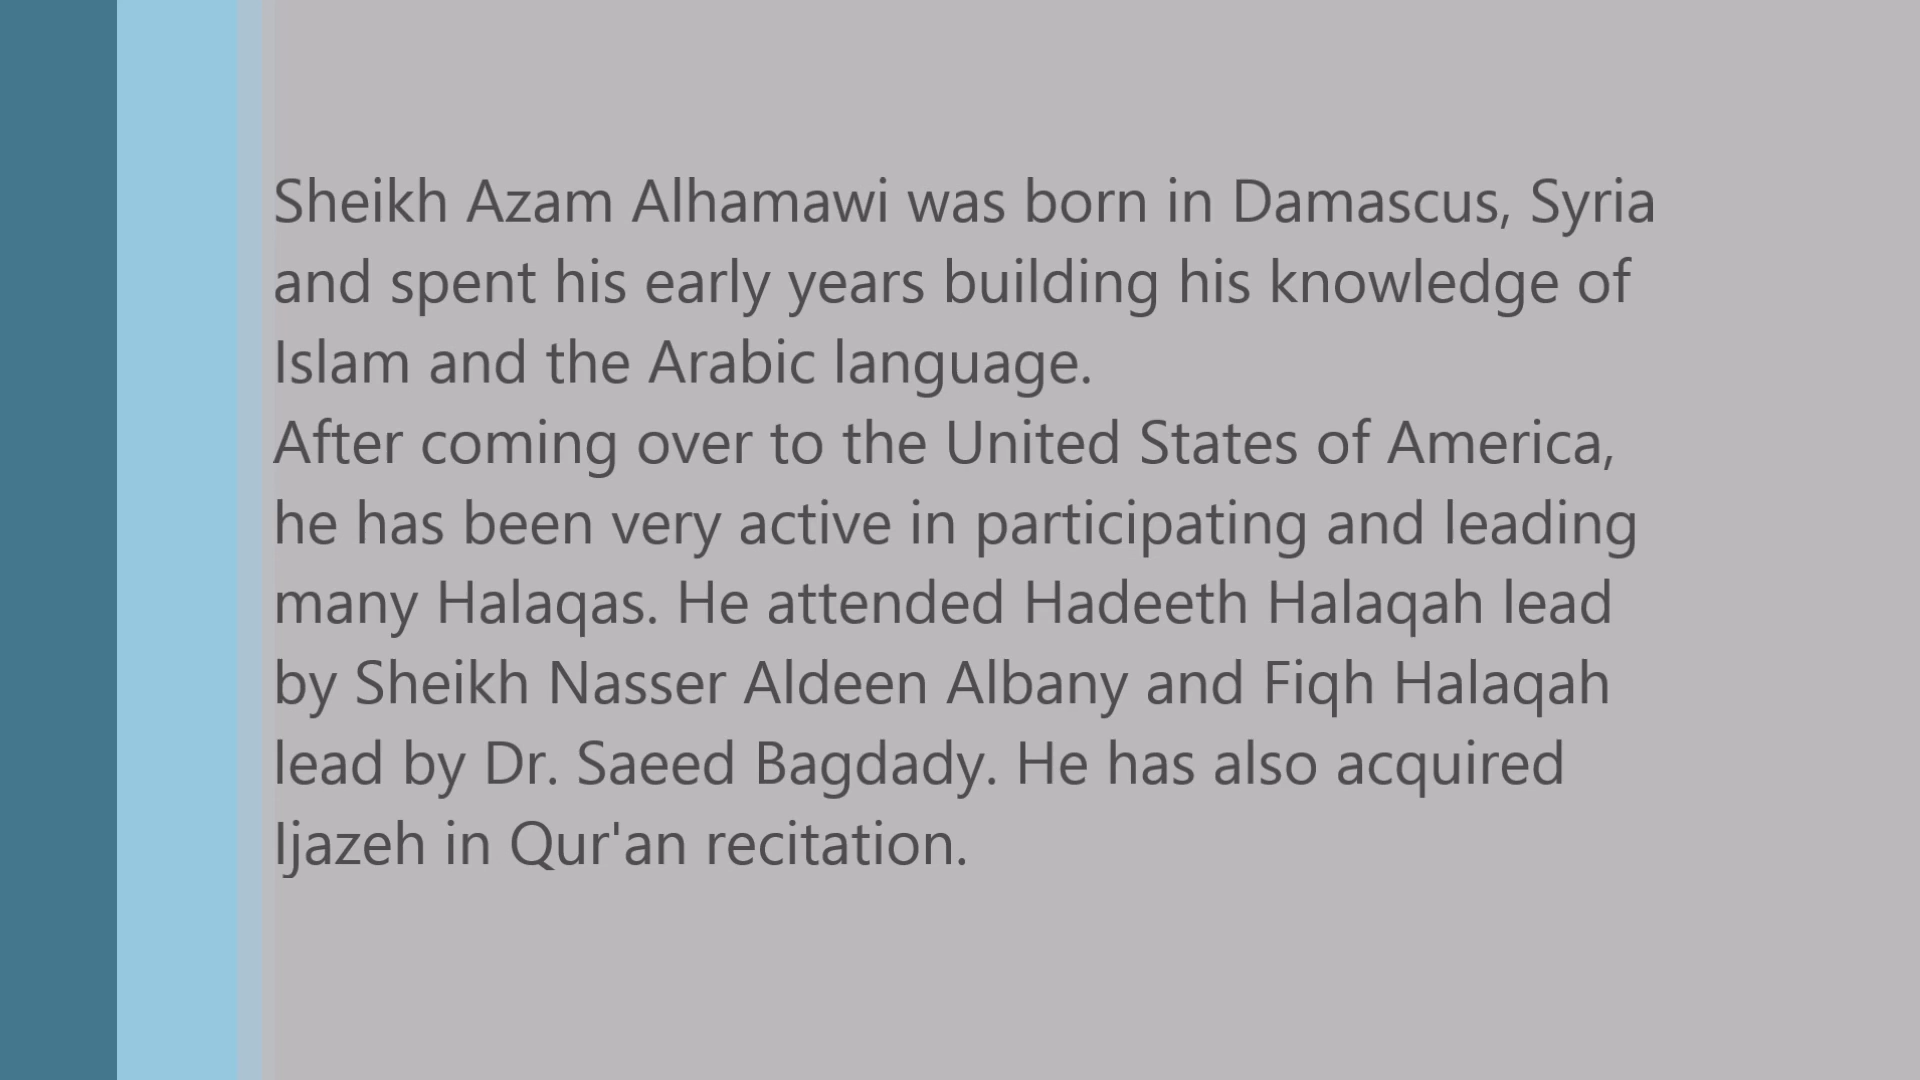 Sheikh Azam Alhamawi was born in Damascus, Syria
and spent his early years building his knowledge of
Islam and the Arabic language.
After coming over to the United States of America,
he has been very active in participating and leading
many Halaqas. He attended Hadeeth Halaqah lead
by Sheikh Nasser Aldeen Albany and Fiqh Halaqah
lead by Dr. Saeed Bagdady. He has also acquired
Ijazeh in Qur'an recitation.